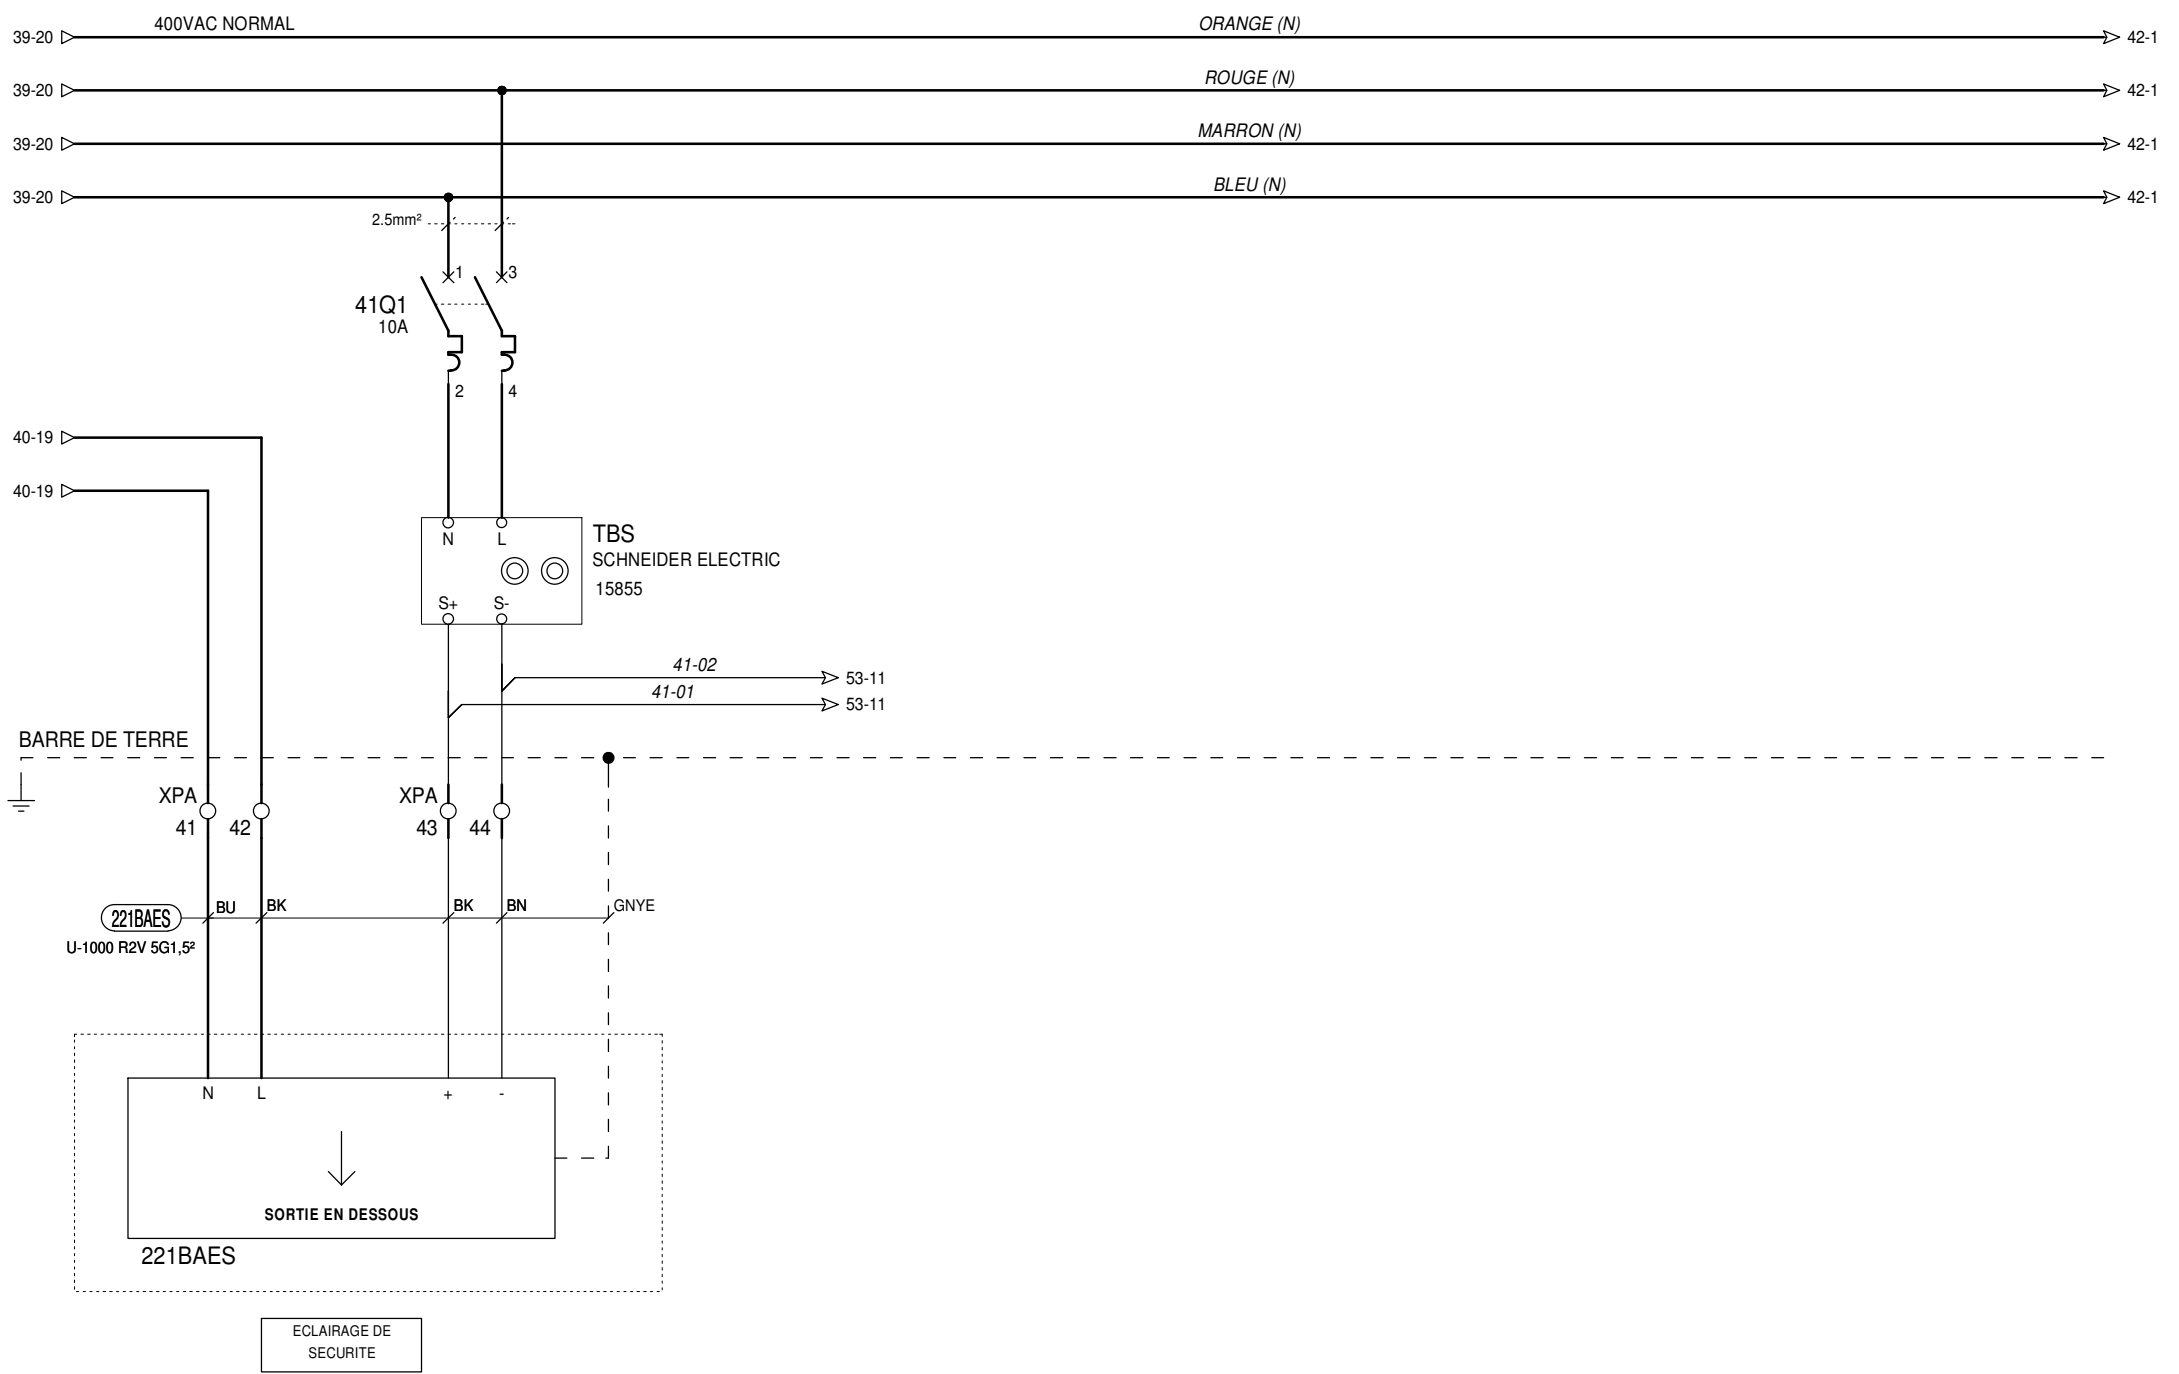 400VAC NORMAL
ORANGE (N)
39-20
42-1
ROUGE (N)
39-20
42-1
MARRON (N)
39-20
42-1
BLEU (N)
39-20
42-1
2.5mm²
1
3
41Q1
10A
2
4
40-19
40-19
N
L
TBS
SCHNEIDER ELECTRIC
15855
S+
S-
41-02
53-11
41-01
53-11
BARRE DE TERRE
XPA
41
42
XPA
43
44
221BAES
BU
BK
BK
BN
GNYE
U-1000 R2V 5G1,5²
N
L
+
-
SORTIE EN DESSOUS
221BAES
ECLAIRAGE DE
SECURITE